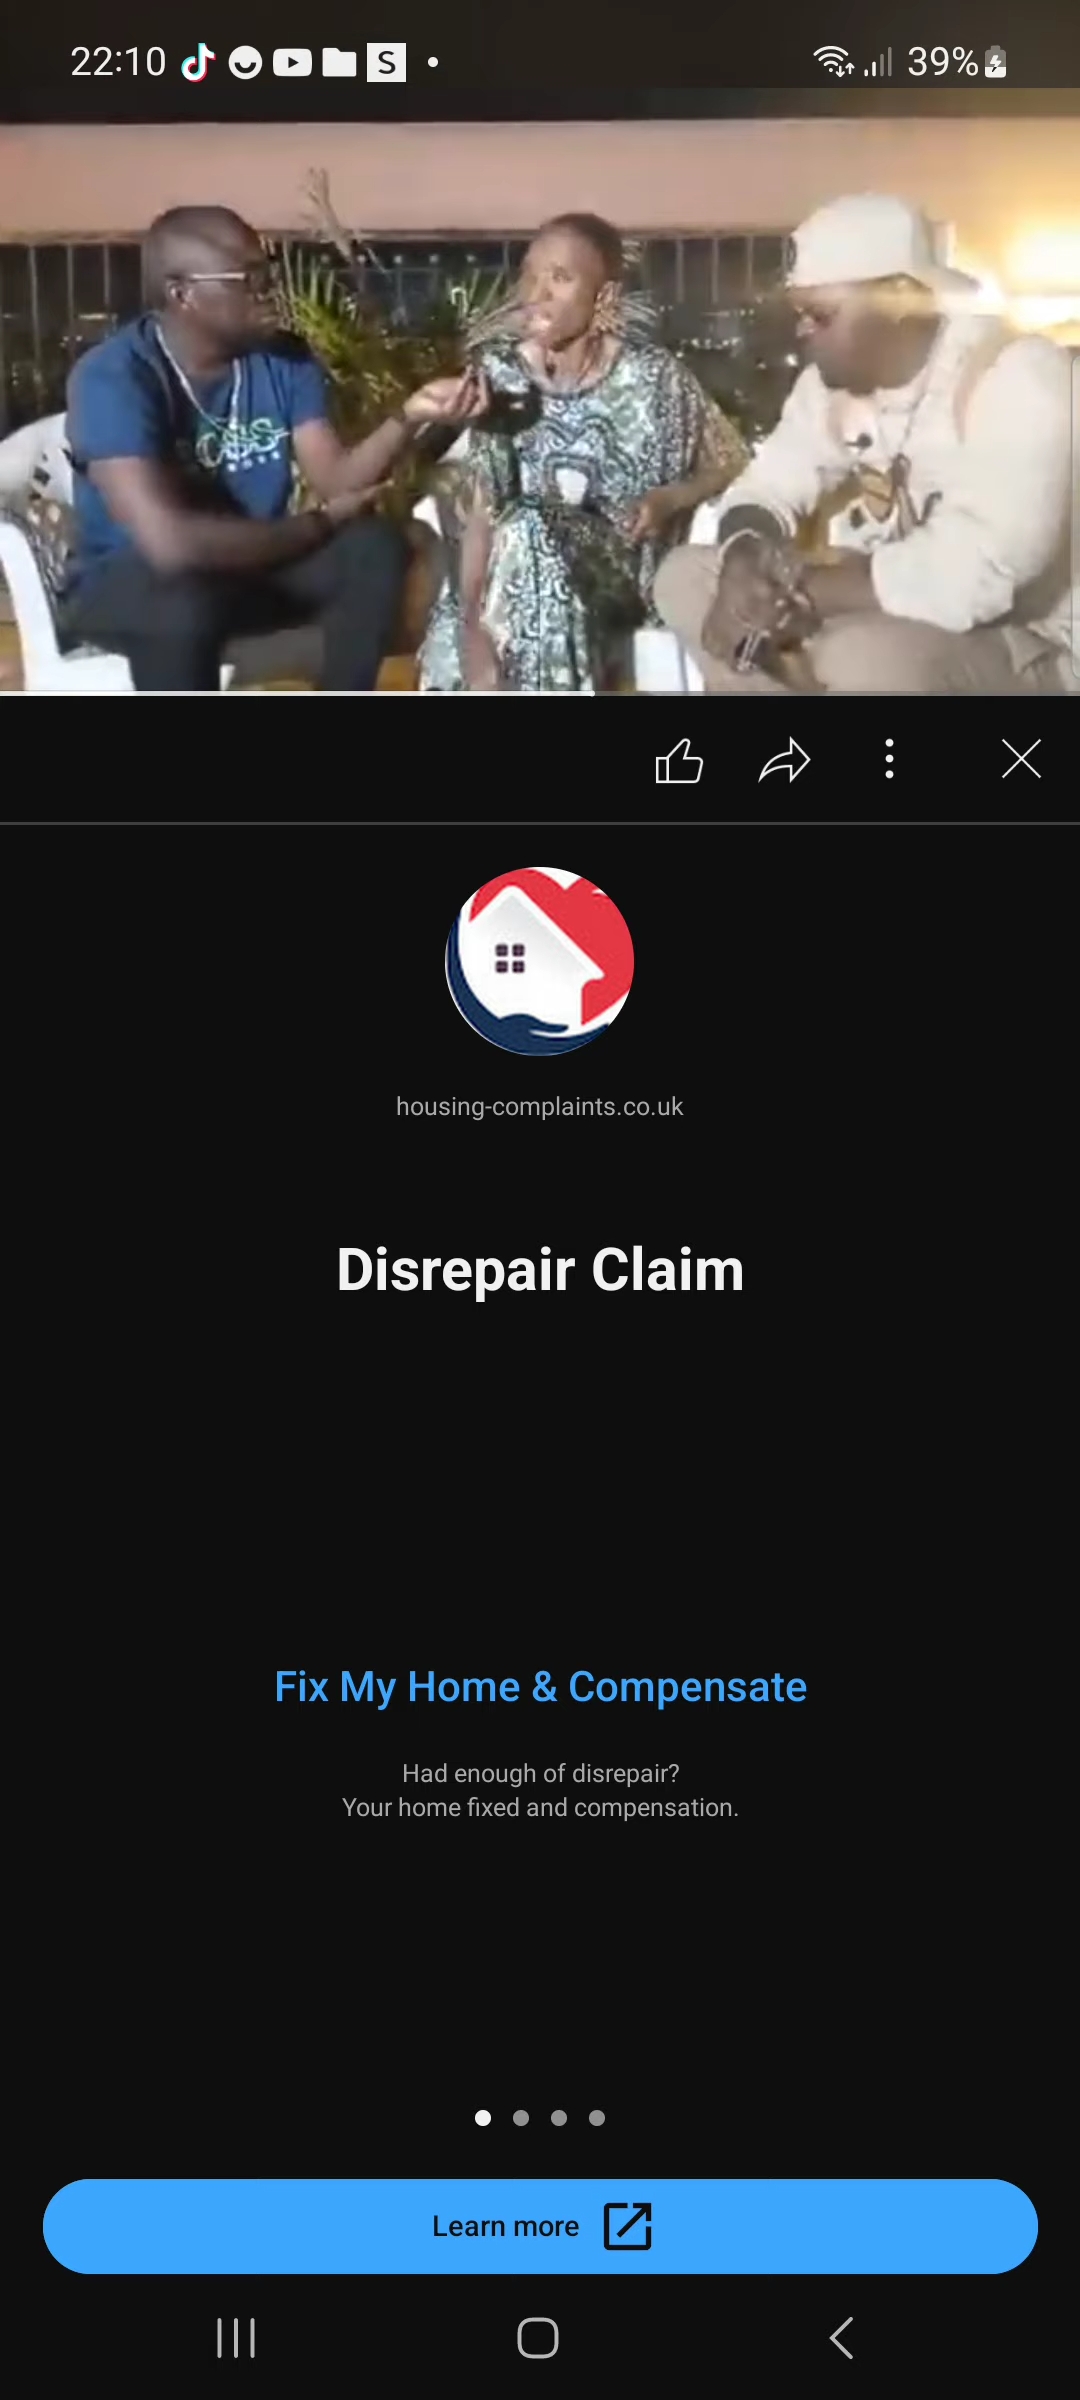 22:10 S 39%
housing-complaints.co.uk
Disrepair Claim
Fix My Home & Compensate
Had enough of disrepair?
Your home fixed and compensation.
Learn more